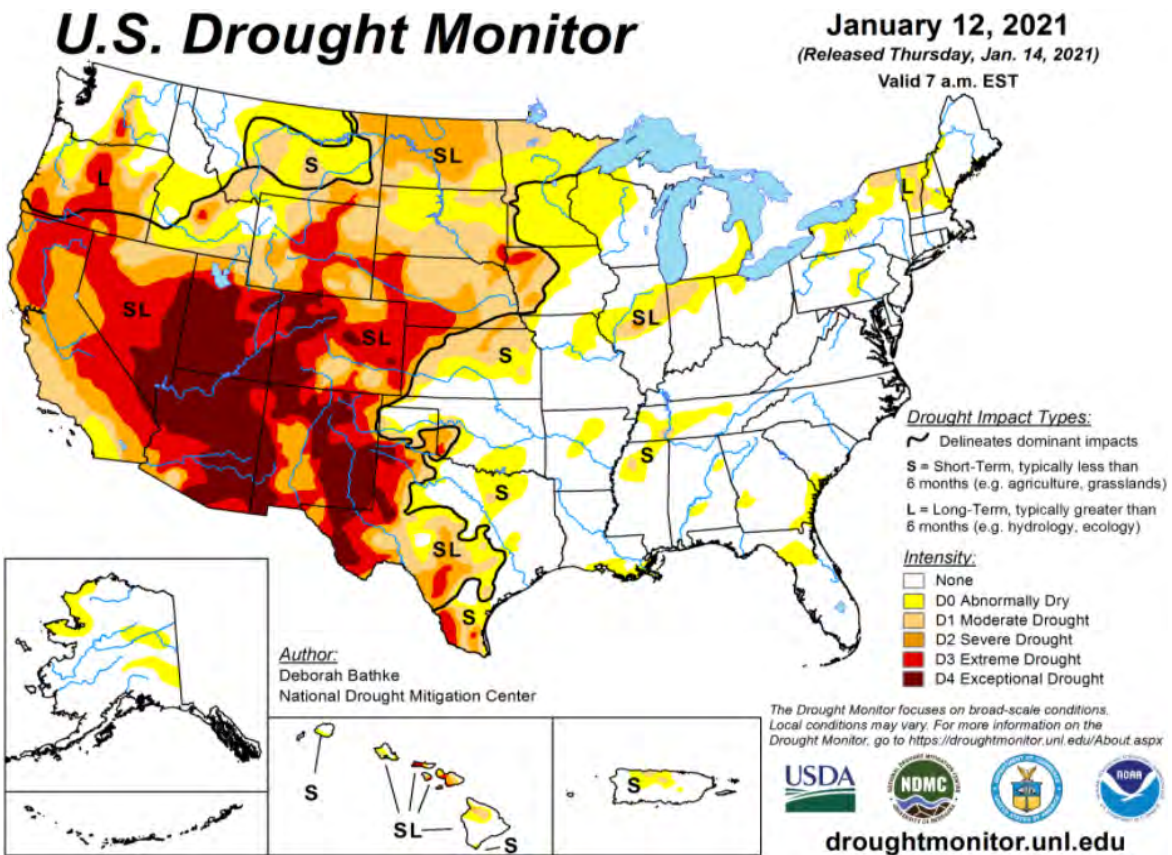 U.S. Drought Monitor
January 12, 2021
(Released Thursday, Jan. 14, 2021)
Valid 7 a.m. EST
S
SL
L
L
SL
SL
SL
S
S
S
SL
S
Drought Impact Types:
Delineates dominant impacts
S = Short-Term, typically less than
6 months (e.g. agriculture, grasslands)
L = Long-Term, typically greater than
6 months (e.g. hydrology, ecology)
Intensity:
None
D0 Abnormally Dry
D1 Moderate Drought
D2 Severe Drought
D3 Extreme Drought
D4 Exceptional Drought
Author:
Deborah Bathke
National Drought Mitigation Center
S
SL
S
S
The Drought Monitor focuses on broad-scale conditions.
Local conditions may vary. For more information on the
Drought Monitor, go to https://droughtmonitor.unl.edu/About.aspx
USDA
NDMC
NOAA
droughtmonitor.unl.edu